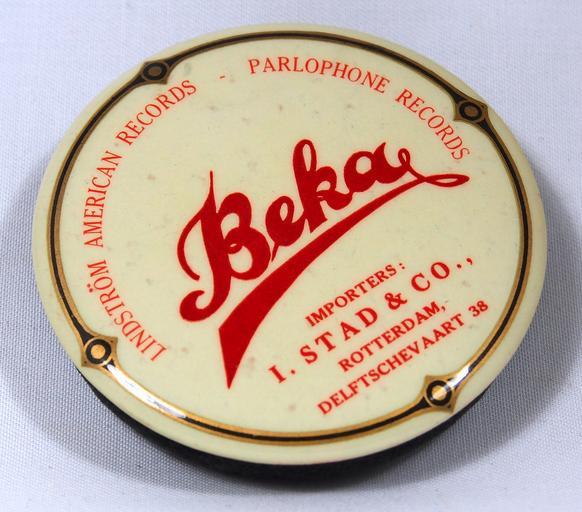 LINDSTRÖM AMERICAN RECORDS - PARLOPHONE RECORDS
Beka
IMPORTERS:
I. STAD & CO.,
ROTTERDAM,
DELFTSCHEVAART 38